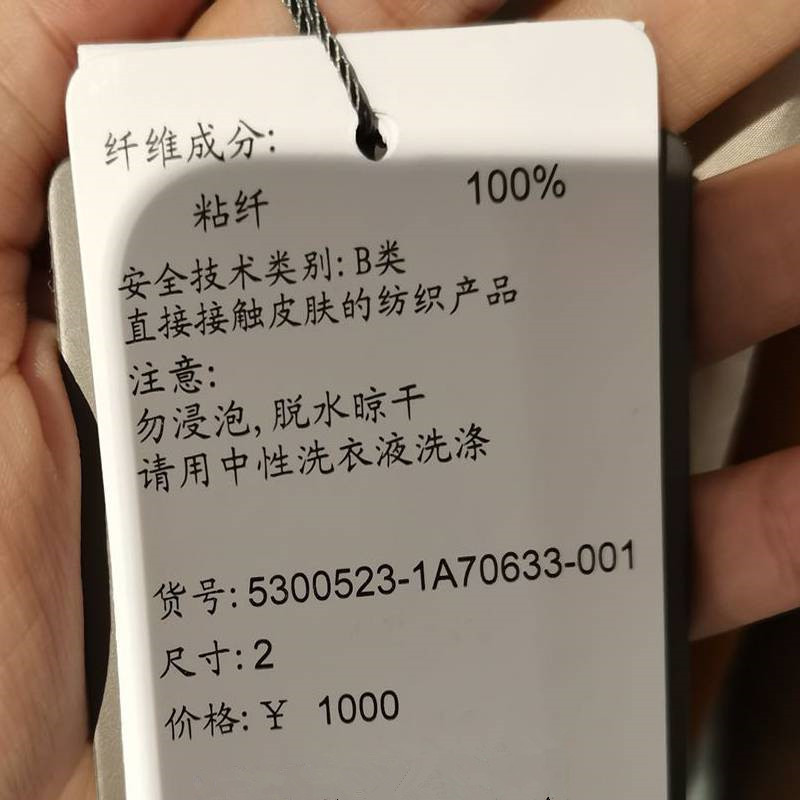 纤维成分:
粘纤 100%
安全技术类别: B类
直接接触皮肤的纺织产品
注意:
勿浸泡, 脱水晾干
请用中性洗衣液洗涤
货号: 5300523-1A70633-001
尺寸: 2
价格: ¥ 1000